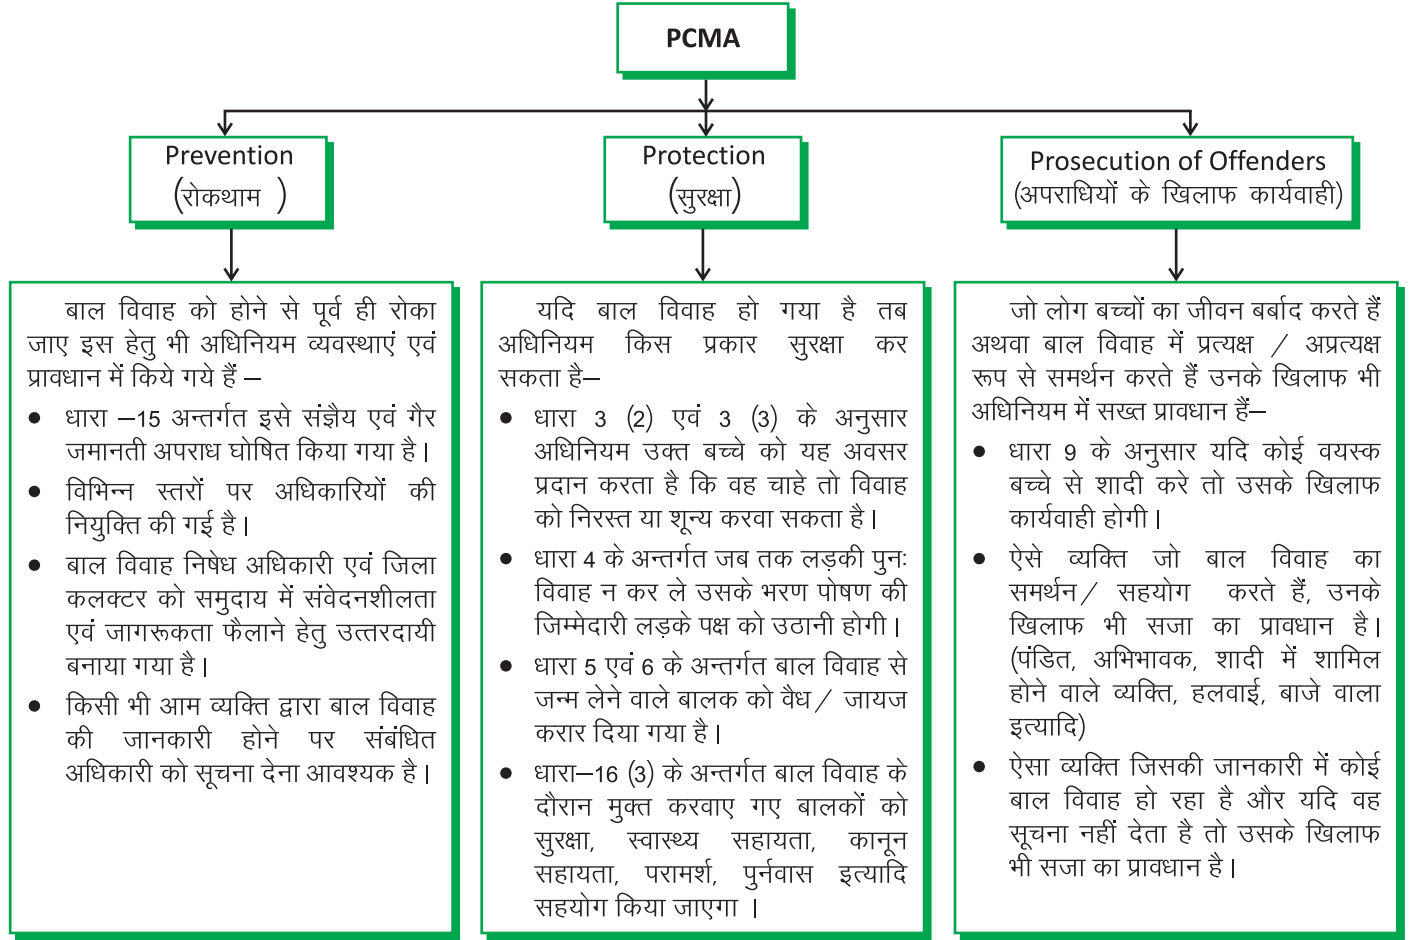 PCMA
Prevention
(रोकथाम )
बाल विवाह को होने से पूर्व ही रोका
जाए इस हेतु भी अधिनियम व्यवस्थाएं एवं
प्रावधान में किये गये हैं –
• धारा –15 अन्तर्गत इसे संज्ञैय एवं गैर
जमानती अपराध घोषित किया गया है।
• विभिन्न स्तरों पर अधिकारियों की
नियुक्ति की गई है।
• बाल विवाह निषेध अधिकारी एवं जिला
कलक्टर को समुदाय में संवेदनशीलता
एवं जागरूकता फैलाने हेतु उत्तरदायी
बनाया गया है।
• किसी भी आम व्यक्ति द्वारा बाल विवाह
की जानकारी होने पर संबंधित
अधिकारी को सूचना देना आवश्यक है।
Protection
(सुरक्षा)
यदि बाल विवाह हो गया है तब
अधिनियम किस प्रकार सुरक्षा कर
सकता है–
• धारा 3 (2) एवं 3 (3) के अनुसार
अधिनियम उक्त बच्चे को यह अवसर
प्रदान करता है कि वह चाहे तो विवाह
को निरस्त या शून्य करवा सकता है।
• धारा 4 के अन्तर्गत जब तक लड़की पुनः
विवाह न कर ले उसके भरण पोषण की
जिम्मेदारी लड़के पक्ष को उठानी होगी।
• धारा 5 एवं 6 के अन्तर्गत बाल विवाह से
जन्म लेने वाले बालक को वैध/ जायज
करार दिया गया है।
• धारा–16 (3) के अन्तर्गत बाल विवाह के
दौरान मुक्त करवाए गए बालकों को
सुरक्षा, स्वास्थ्य सहायता, कानून
सहायता, परामर्श, पुर्नवास इत्यादि
सहयोग किया जाएगा ।
Prosecution of Offenders
(अपराधियों के खिलाफ कार्यवाही)
जो लोग बच्चों का जीवन बर्बाद करते हैं
अथवा बाल विवाह में प्रत्यक्ष / अप्रत्यक्ष
रूप से समर्थन करते हैं उनके खिलाफ भी
अधिनियम में सख्त प्रावधान हैं–
• धारा 9 के अनुसार यदि कोई वयस्क
बच्चे से शादी करे तो उसके खिलाफ
कार्यवाही होगी।
• ऐसे व्यक्ति जो बाल विवाह का
समर्थन/ सहयोग करते हैं, उनके
खिलाफ भी सजा का प्रावधान है।
(पंडित, अभिभावक, शादी में शामिल
होने वाले व्यक्ति, हलवाई, बाजे वाला
इत्यादि)
• ऐसा व्यक्ति जिसकी जानकारी में कोई
बाल विवाह हो रहा है और यदि वह
सूचना नहीं देता है तो उसके खिलाफ
भी सजा का प्रावधान है।